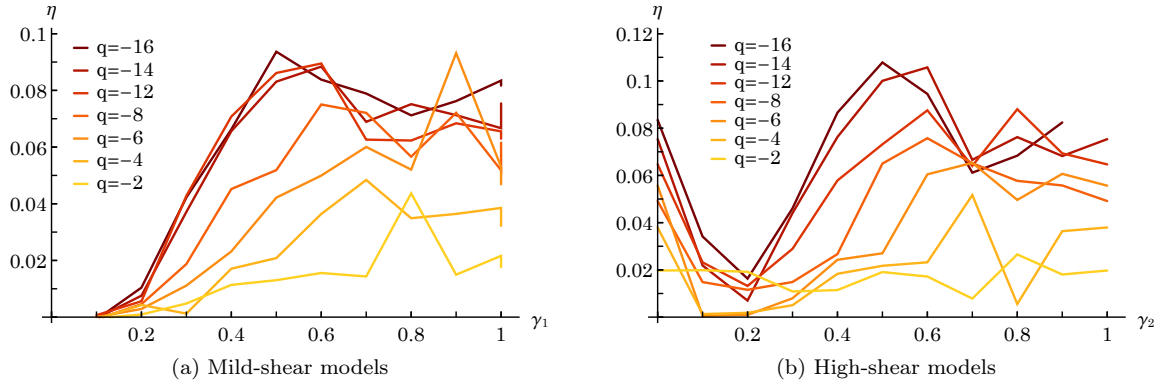 η
0.1
0.08
0.06
0.04
0.02
q=−16
q=−14
q=−12
q=−8
q=−6
q=−4
q=−2
0.2 0.4 0.6 0.8 1 γ1
(a) Mild-shear models
η
0.12
0.1
0.08
0.06
0.04
0.02
0.00
q=−16
q=−14
q=−12
q=−8
q=−6
q=−4
q=−2
0.2 0.4 0.6 0.8 1 γ2
(b) High-shear models